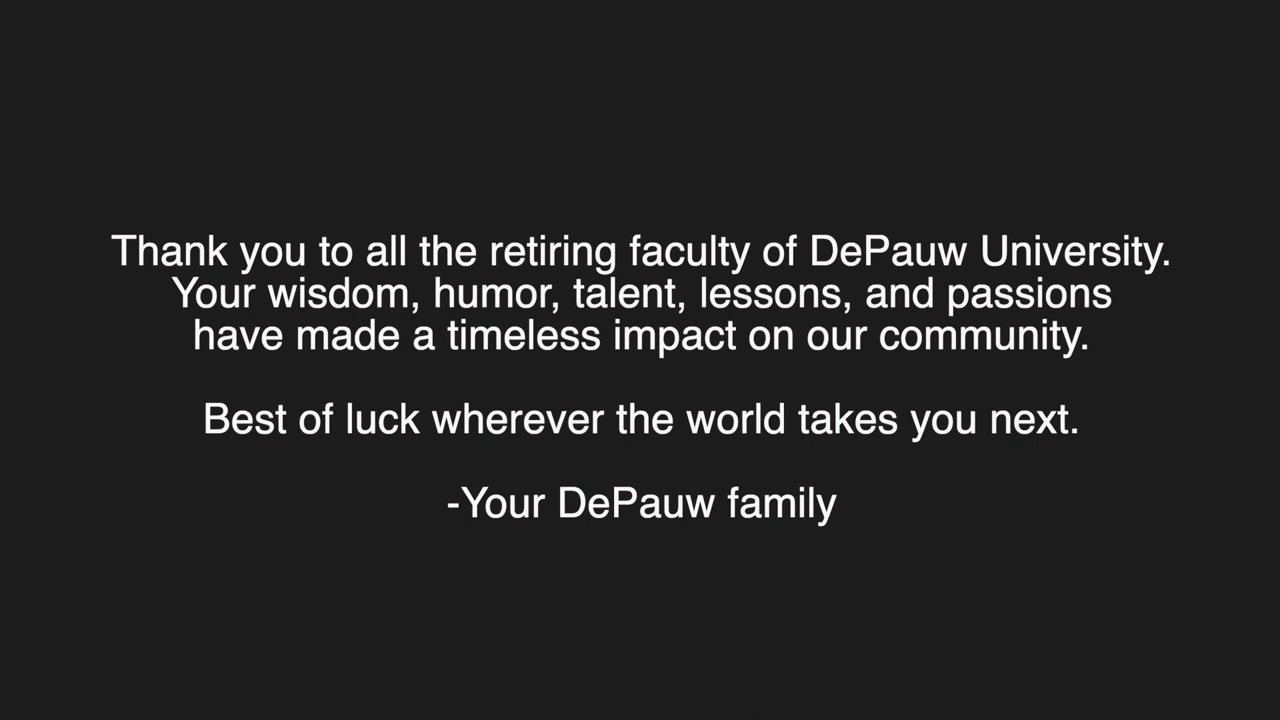 Thank you to all the retiring faculty of DePauw University.
Your wisdom, humor, talent, lessons, and passions
have made a timeless impact on our community.
Best of luck wherever the world takes you next.
-Your DePauw family